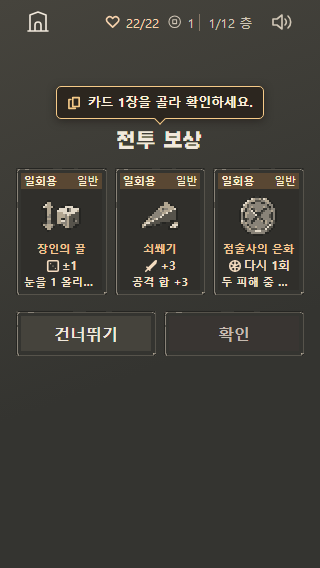 22/22 1 1/12 층
카드 1장을 골라 확인하세요.
전투 보상
일회용 일반
장인의 끌
±1
눈을 1 올리...
일회용 일반
쇠쐐기
+3
공격 합 +3
일회용 일반
점술사의 은화
다시 1회
두 피해 중 ...
건너뛰기
확인